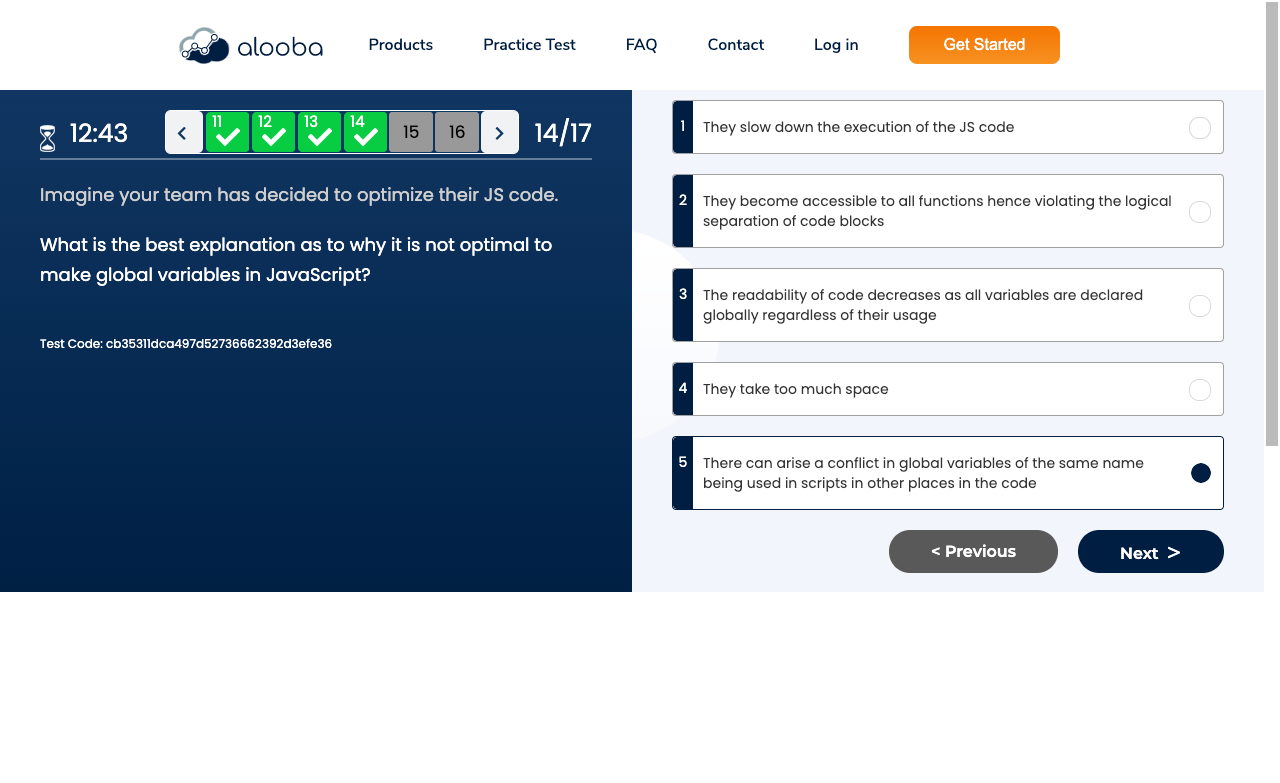 alooba
Products
Practice Test
FAQ
Contact
Log in
Get Started
12:43
11
12
13
14
15
16
14/17
Imagine your team has decided to optimize their JS code.
What is the best explanation as to why it is not optimal to
make global variables in JavaScript?
Test Code: cb35311dca497d52736662392d3efe36
1
They slow down the execution of the JS code
2
They become accessible to all functions hence violating the logical
separation of code blocks
3
The readability of code decreases as all variables are declared
globally regardless of their usage
4
They take too much space
5
There can arise a conflict in global variables of the same name
being used in scripts in other places in the code
< Previous
Next >